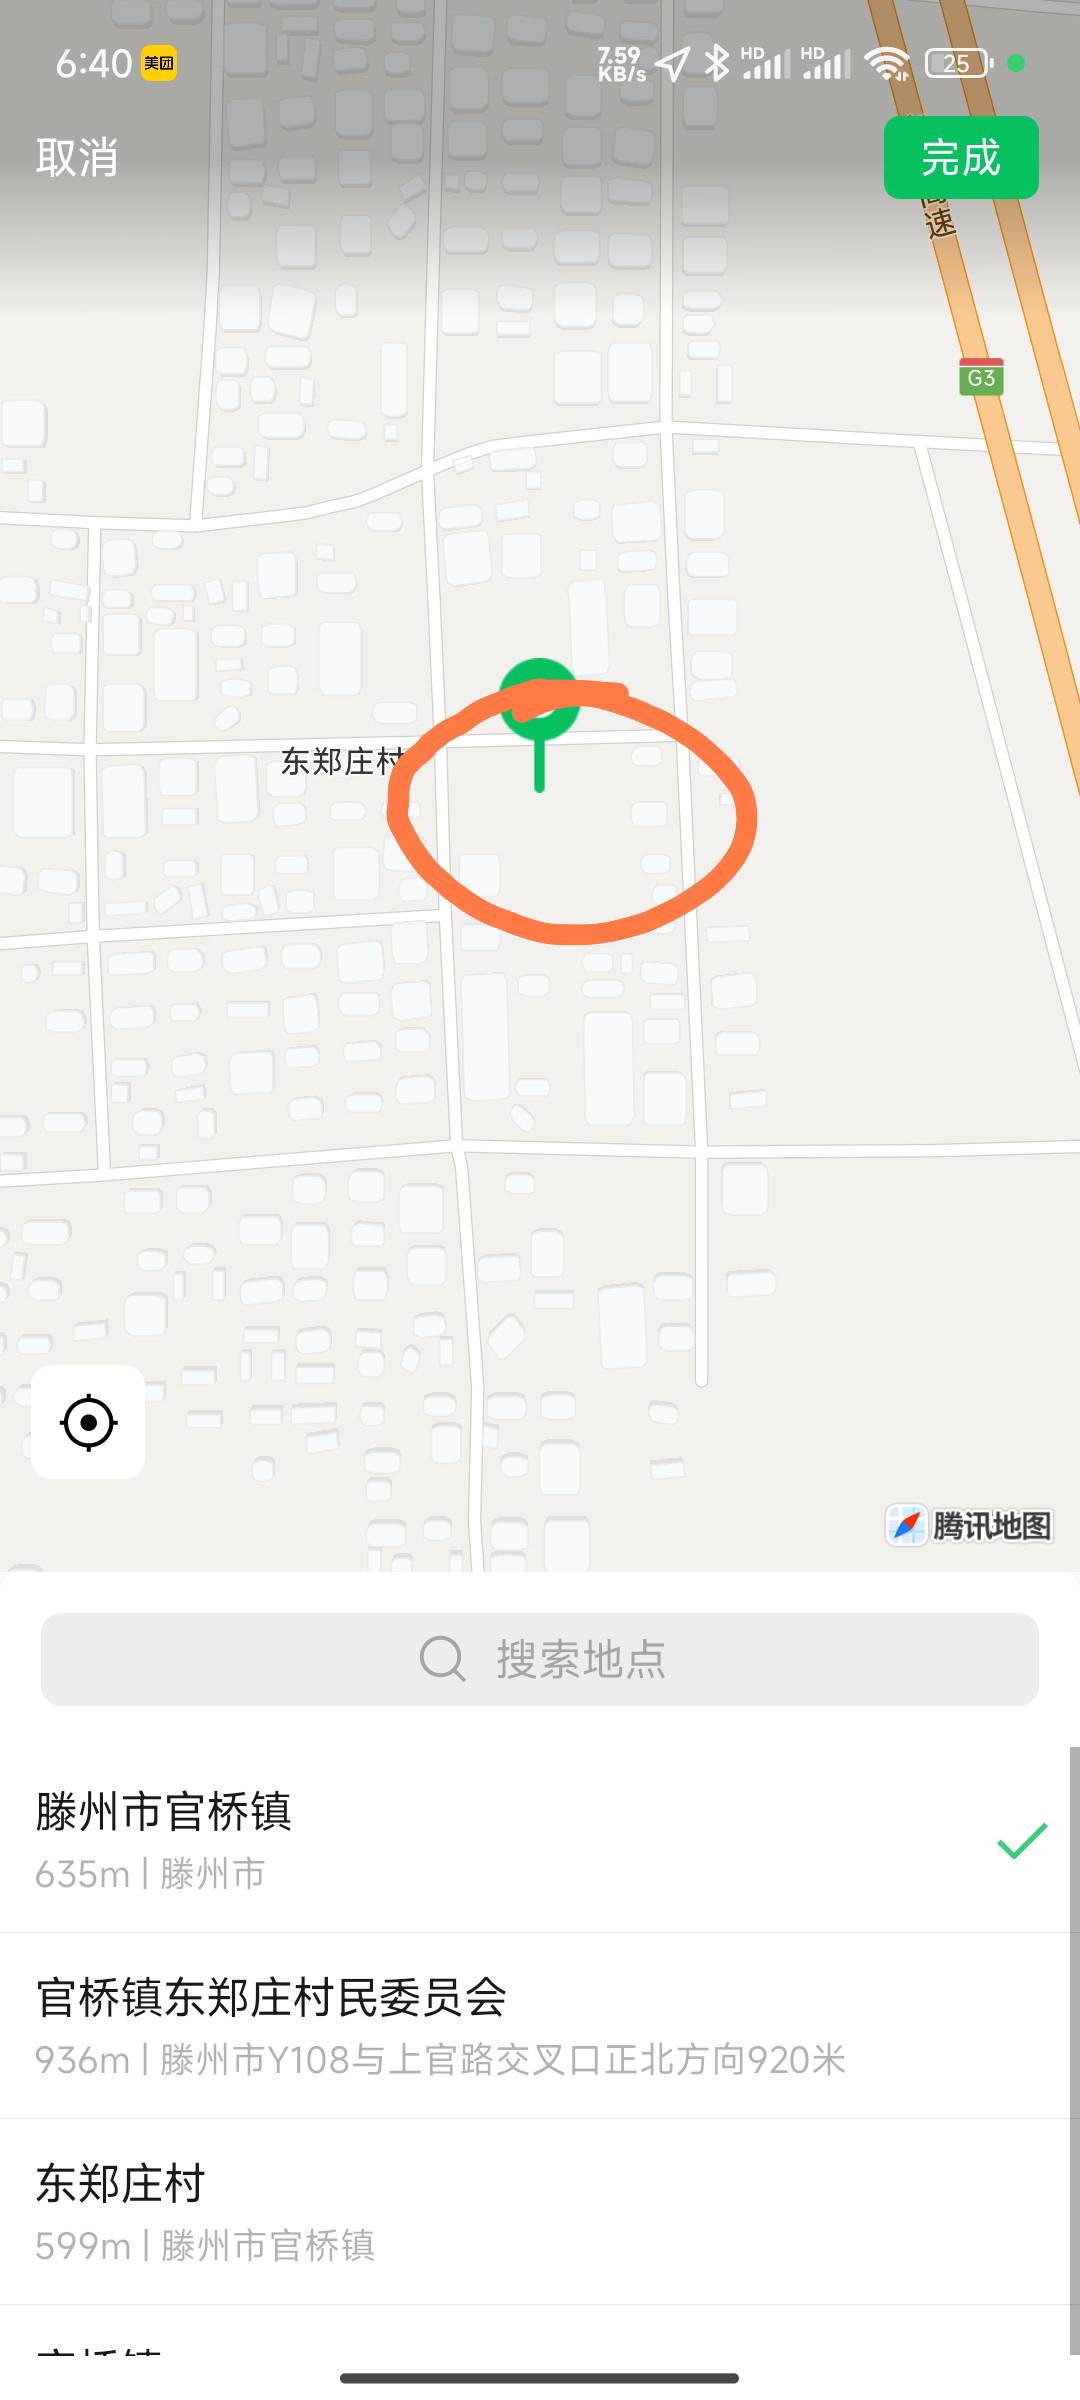 6:40 美团 7.59 KB/s HD HD 25
取消
完成
高速
G3
东郑庄村
腾讯地图
搜索地点
滕州市官桥镇
635m | 滕州市
官桥镇东郑庄村民委员会
936m | 滕州市Y108与上官路交叉口正北方向920米
东郑庄村
599m | 滕州市官桥镇